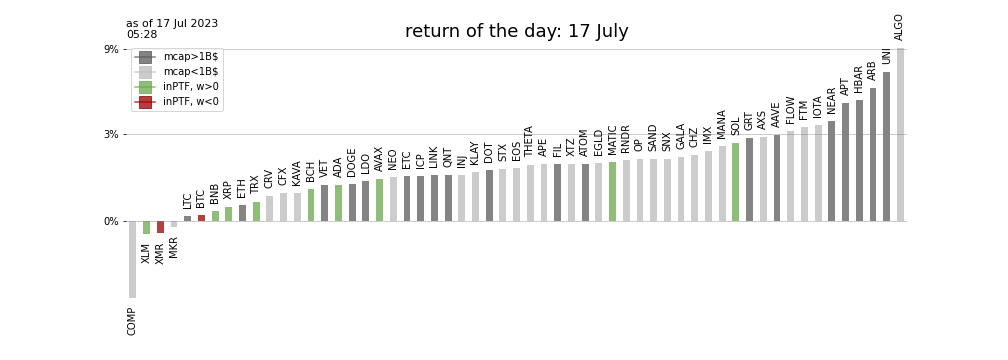 as of 17 Jul 2023
05:28
return of the day: 17 July
9%
3%
0%
mcap>1B$
mcap<1B$
inPTF, w>0
inPTF, w<0
COMP
XLM
XMR
MKR
LTC
BTC
BNB
XRP
ETH
TRX
CRV
CFX
KAVA
BCH
VET
ADA
DOGE
LDO
AVAX
NEO
ETC
ICP
LINK
QNT
INJ
KLAY
DOT
STX
EOS
THETA
APE
FIL
XTZ
ATOM
EGLD
MATIC
RNDR
OP
SAND
SNX
GALA
CHZ
IMX
MANA
SOL
GRT
AXS
AAVE
FLOW
FTM
IOTA
NEAR
APT
HBAR
ARB
UNI
ALGO